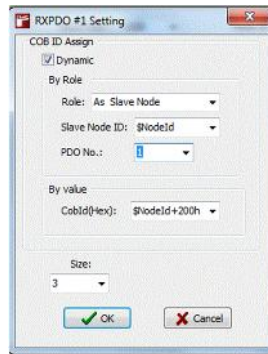 RXPDO #1 Setting
COB ID Assign
Dynamic
By Role
Role: As Slave Node
Slave Node ID: $NodeId
PDO No.: 1
By value
CobId(Hex): $NodeId+200h
Size:
3
OK Cancel